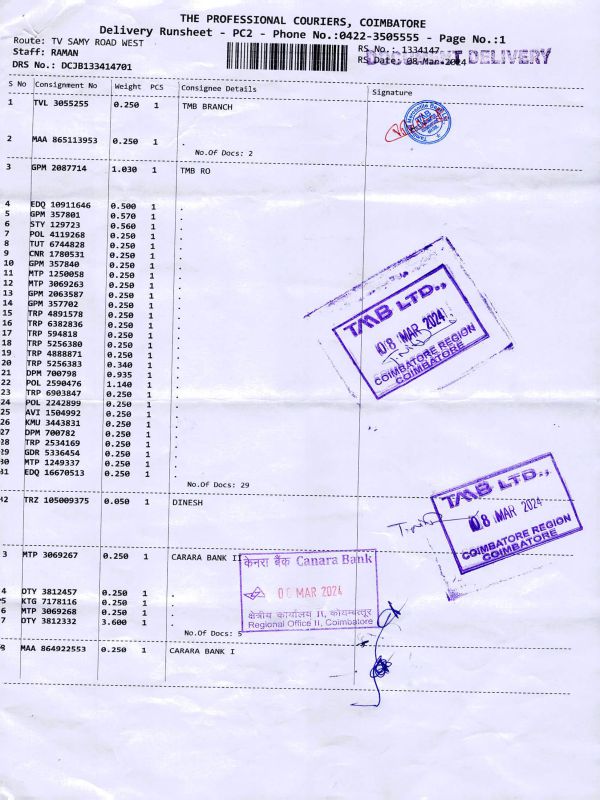 THE PROFESSIONAL COURIERS, COIMBATORE
Delivery Runsheet - PC2 - Phone No.:0422-3505555 - Page No.:1
Route: TV SAMY ROAD WEST
RS No.: 1334147
DELIVERY
Staff: RAMAN
RS Date: 08-Mar-2024
DRS No.: DCJB133414701
S No Consignment No Weight PCS Consignee Details Signature
1 TVL 3055255 0.250 1 TMB BRANCH
2 MAA 865113953 0.250 1 .
No.Of Docs: 2
3 GPM 2087714 1.030 1 TMB RO
4 EDQ 10911646 0.500 1 .
5 GPM 357801 0.570 1 .
6 STY 129723 0.560 1 .
7 POL 4119268 0.250 1 .
8 TUT 6744828 0.250 1 .
9 CNR 1780531 0.250 1 .
10 GPM 357840 0.250 1 .
11 MTP 1250058 0.250 1 .
12 MTP 3069263 0.250 1 .
13 GPM 2063587 0.250 1 .
14 GPM 357702 0.250 1 .
15 TRP 4891578 0.250 1 .
16 TRP 6382836 0.250 1 .
17 TRP 594818 0.250 1 .
18 TRP 5256380 0.250 1 .
19 TRP 4888871 0.250 1 .
20 TRP 5256383 0.340 1 .
21 DPM 700798 0.935 1 .
22 POL 2590476 1.140 1 .
23 TRP 6903847 0.250 1 .
24 POL 2242899 0.250 1 .
25 AVI 1504992 0.250 1 .
26 KMU 3443831 0.250 1 .
27 DPM 700782 0.250 1 .
28 TRP 2534169 0.250 1 .
29 GDR 5336454 0.250 1 .
30 MTP 1249337 0.250 1 .
31 EDQ 16670513 0.250 1 .
No.Of Docs: 29
TMB LTD.,
08 MAR 2024
COIMBATORE REGION
COIMBATORE
32 TRZ 105009375 0.050 1 DINESH
TMB LTD.,
08 MAR 2024
COIMBATORE REGION
COIMBATORE
3 MTP 3069267 0.250 1 CARARA BANK II
4 OTY 3812457 0.250 1 .
5 KTG 7178116 0.250 1 .
6 MTP 3069268 0.250 1 .
7 OTY 3812332 3.600 1 .
No.Of Docs: 5
केनरा बैंक Canara Bank
MAR 2024
क्षेत्रीय कार्यालय II, कोयम्बत्तूर
Regional Office II, Coimbatore
8 MAA 864922553 0.250 1 CARARA BANK I